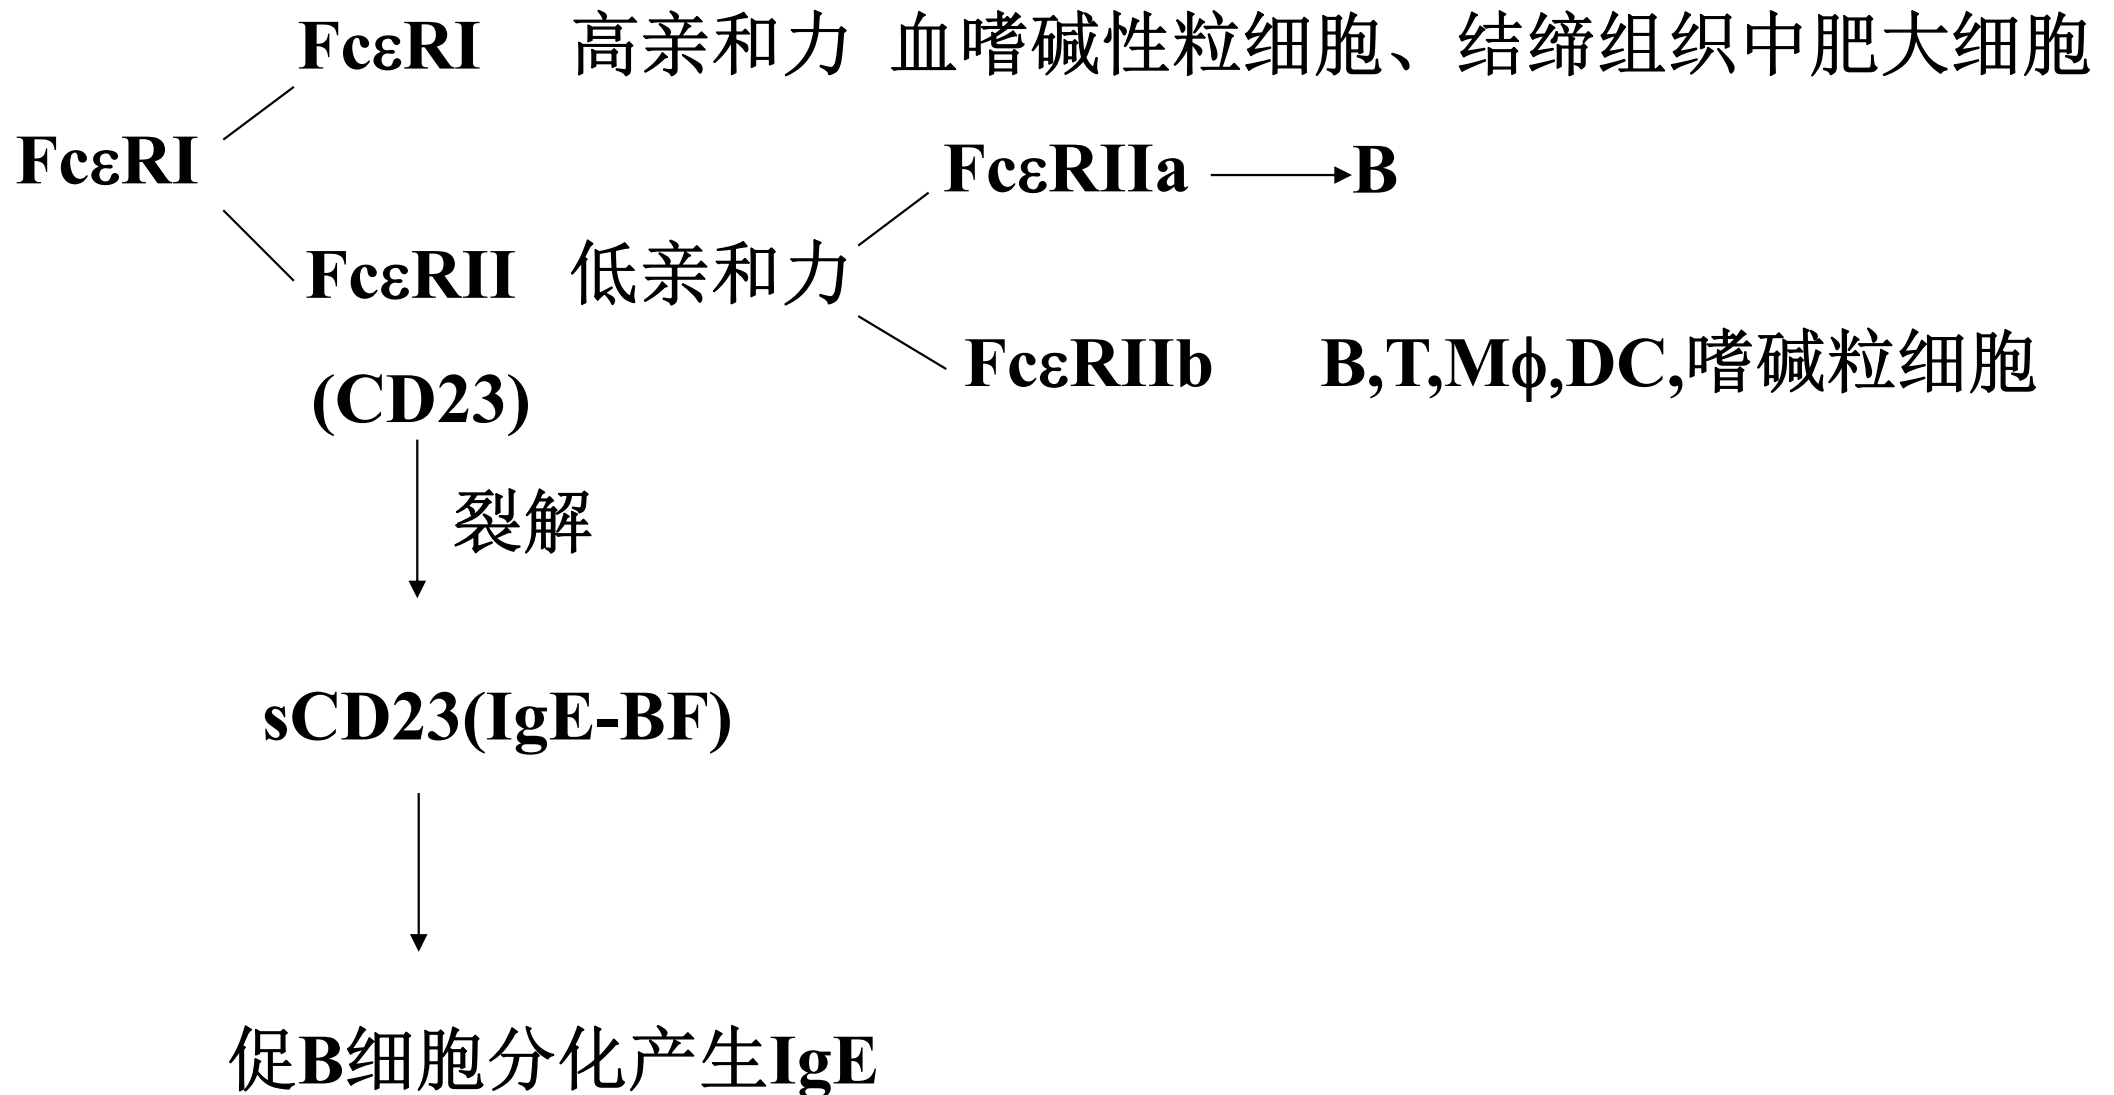 FcεRI 高亲和力 血嗜碱性粒细胞、结缔组织中肥大细胞
FcεRI
FcεRIIa B
FcεRII 低亲和力
FcεRIIb B,T,Mϕ,DC,嗜碱粒细胞
(CD23)
裂解
sCD23(IgE-BF)
促B细胞分化产生IgE